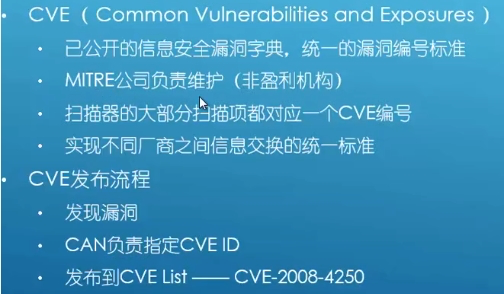 • CVE（ Common Vulnerabilities and Exposures ）
• 已公开的信息安全漏洞字典，统一的漏洞编号标准
• MITRE公司负责维护（非盈利机构）
• 扫描器的大部分扫描项都对应一个CVE编号
• 实现不同厂商之间信息交换的统一标准
• CVE发布流程
• 发现漏洞
• CAN负责指定CVE ID
• 发布到CVE List —— CVE-2008-4250